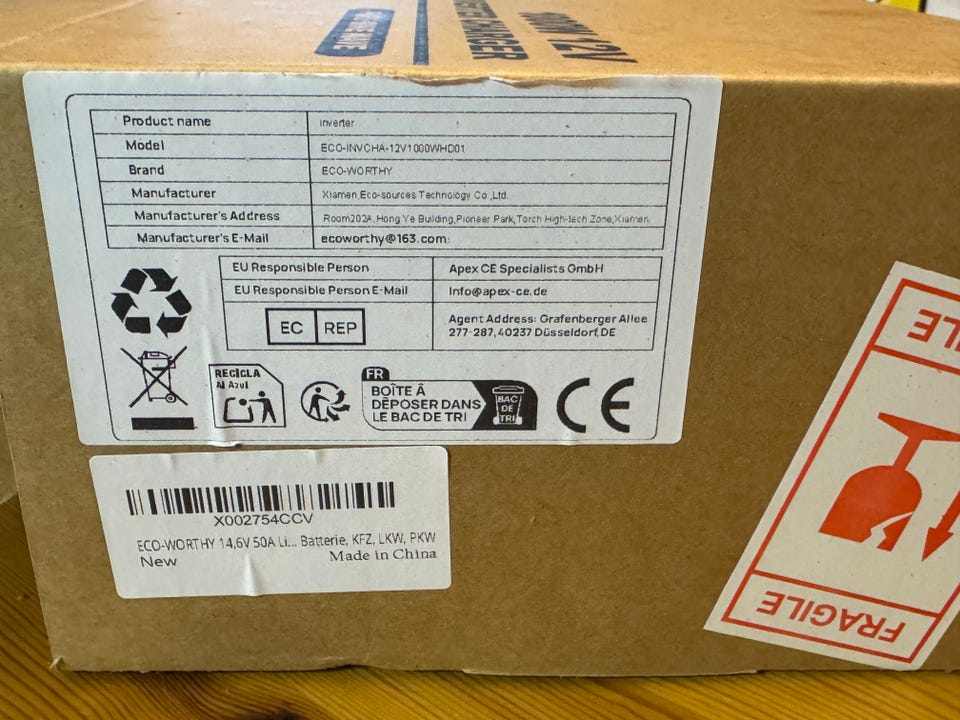 1000W 12V
CHARGER
Product name inverter
Model ECO-INVCHA-12V1000WHD01
Brand ECO-WORTHY
Manufacturer Xiamen Eco-sources Technology Co.,Ltd.
Manufacturer's Address Room202A,Hong Ye Building,Pioneer Park,Torch High-tech Zone,Xiamen
Manufacturer's E-Mail ecoworthy@163.com
EU Responsible Person Apex CE Specialists GmbH
EU Responsible Person E-Mail Info@apex-ce.de
EC REP
Agent Address: Grafenberger Allee
277-287,40237 Düsseldorf,DE
RECICLA
Al Azul
FR
BOÎTE À
DÉPOSER DANS
LE BAC DE TRI
BAC
DE
TRI
CE
X002754CCV
ECO-WORTHY 14,6V 50A Li... Batterie, KFZ, LKW, PKW
New
Made in China
ILE
FRAGILE